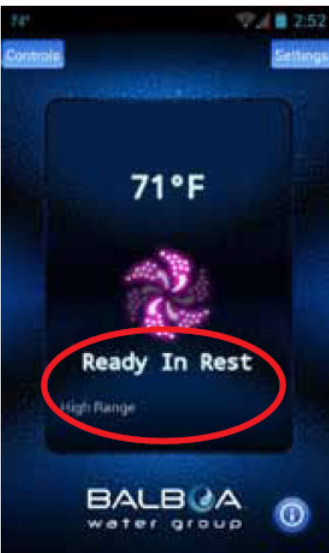 74°
2:52
Controls
Settings
71°F
Ready In Rest
High Range
BALBOA
water group
i